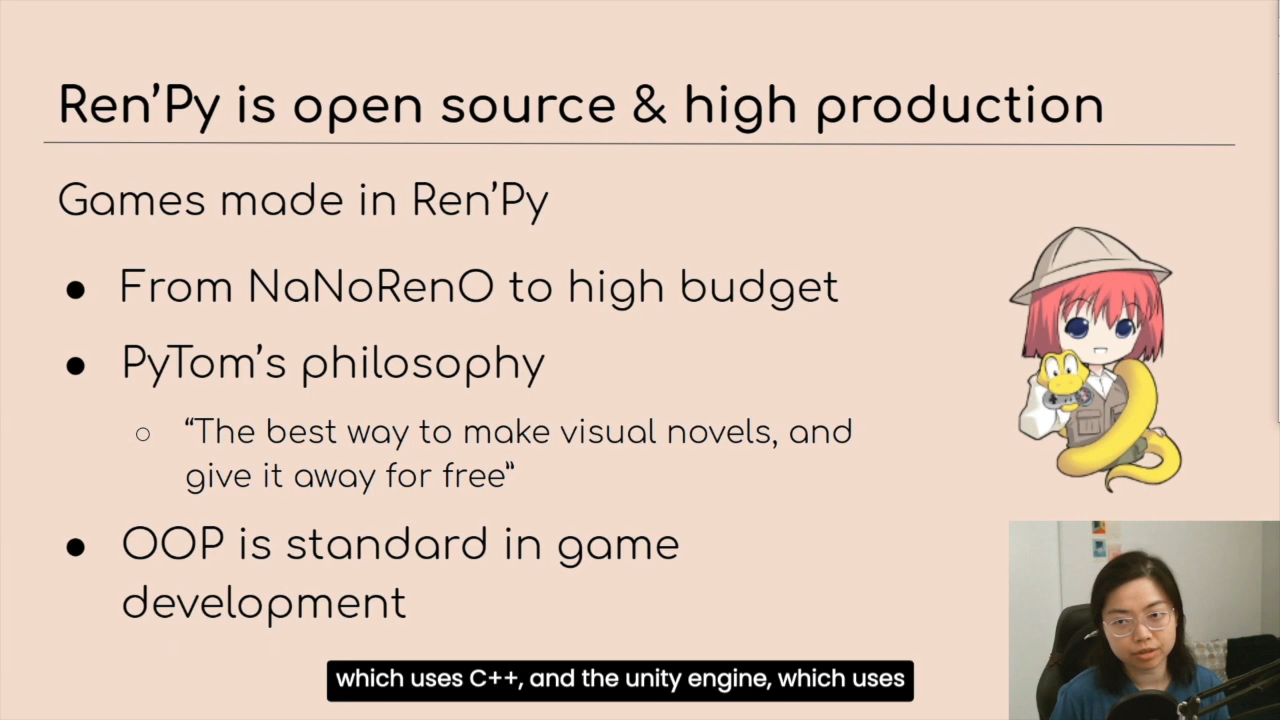 Ren’Py is open source & high production
Games made in Ren’Py
● From NaNoRenO to high budget
● PyTom’s philosophy
○ “The best way to make visual novels, and
give it away for free”
● OOP is standard in game
development
which uses C++, and the unity engine, which uses